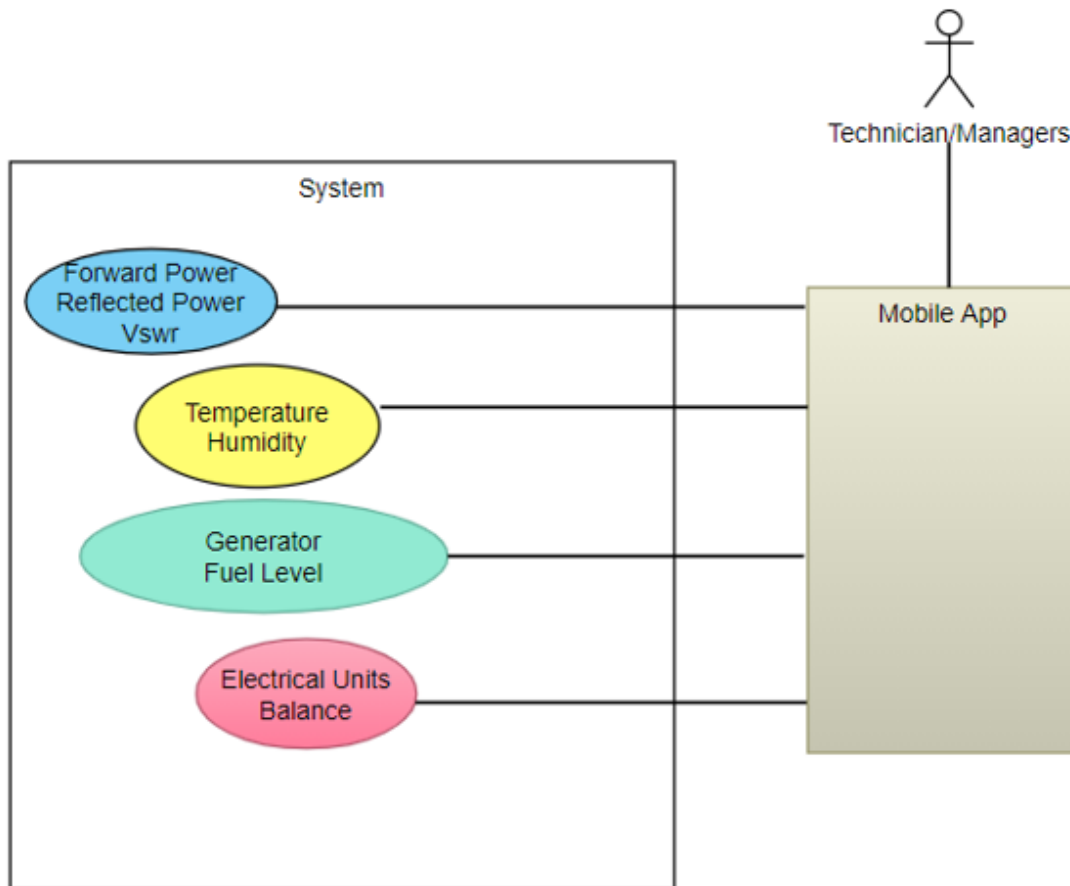 Technician/Managers
System
Forward Power
Reflected Power
Vswr
Mobile App
Temperature
Humidity
Generator
Fuel Level
Electrical Units
Balance